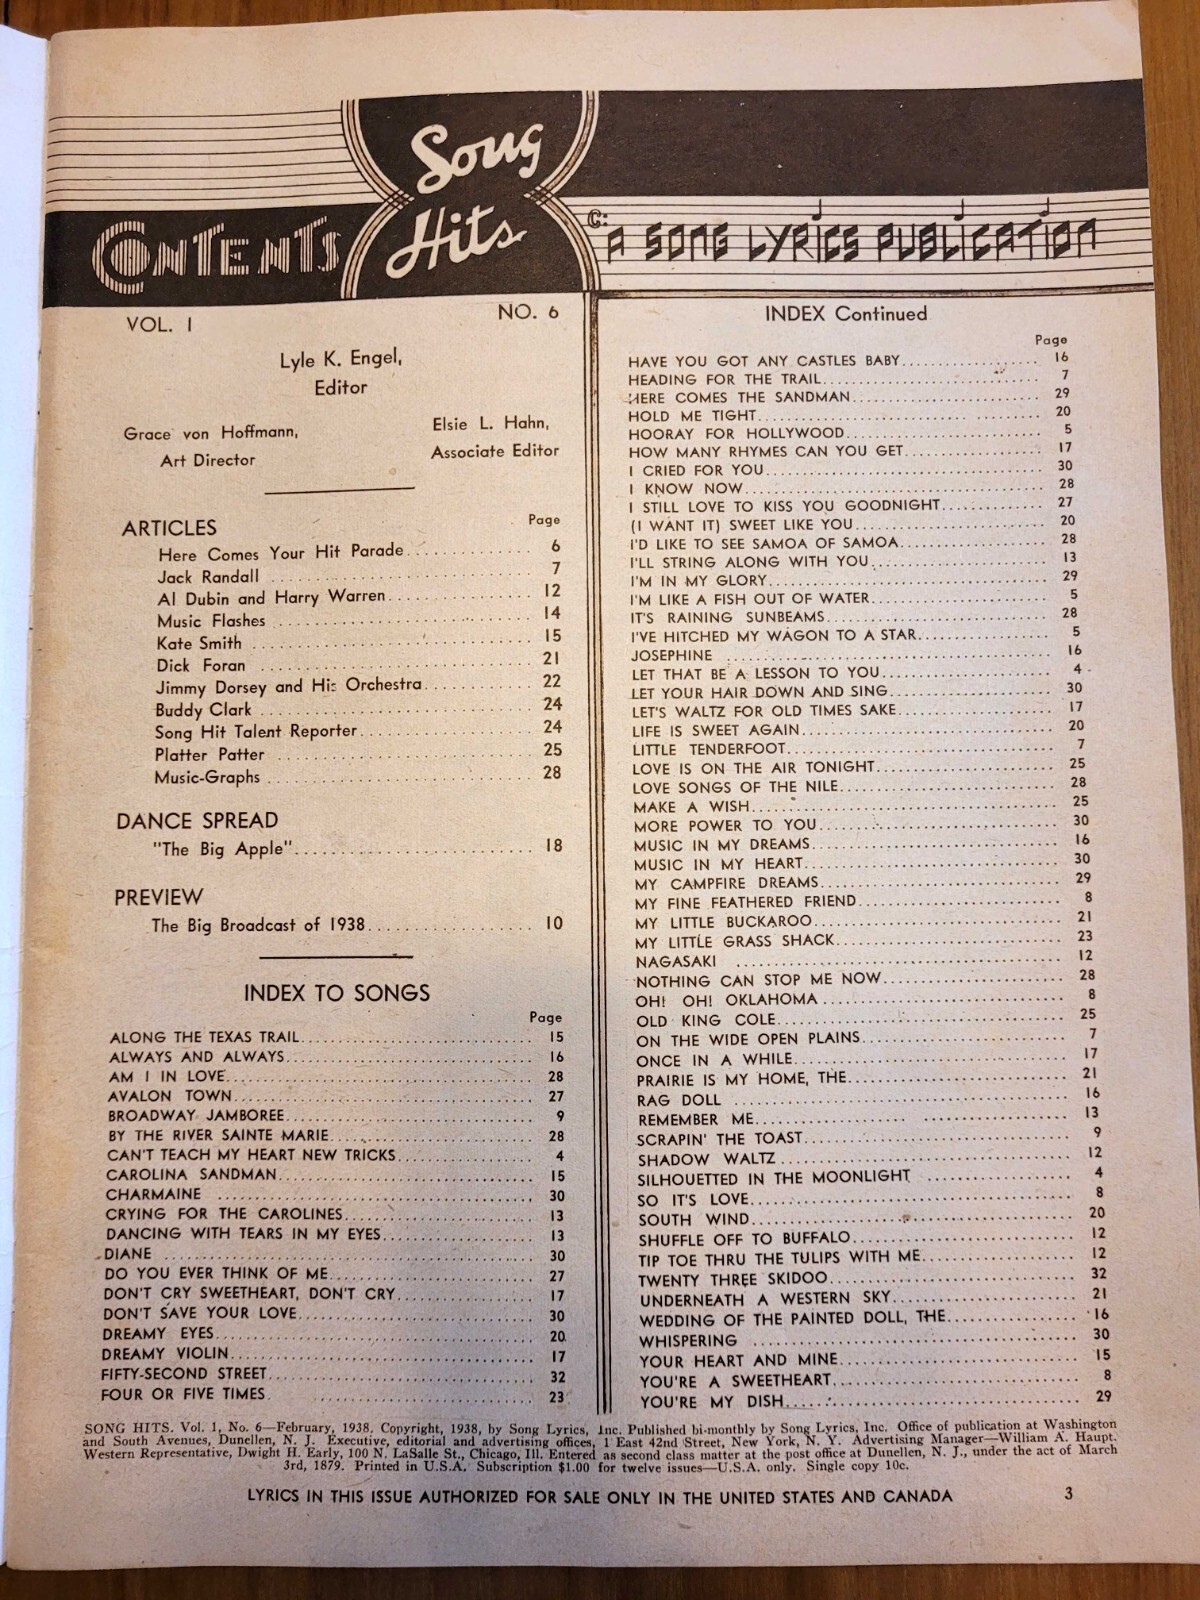 Song
Hits
CONTENTS
A SONG LYRICS PUBLICATION
VOL. I NO. 6
Lyle K. Engel,
Editor
Grace von Hoffmann, Elsie L. Hahn,
Art Director Associate Editor
ARTICLES Page
Here Comes Your Hit Parade 6
Jack Randall 7
Al Dubin and Harry Warren 12
Music Flashes 14
Kate Smith 15
Dick Foran 21
Jimmy Dorsey and His Orchestra 22
Buddy Clark 24
Song Hit Talent Reporter 24
Platter Patter 25
Music-Graphs 28
DANCE SPREAD
"The Big Apple" 18
PREVIEW
The Big Broadcast of 1938 10
INDEX TO SONGS
Page
ALONG THE TEXAS TRAIL 15
ALWAYS AND ALWAYS 16
AM I IN LOVE 28
AVALON TOWN 27
BROADWAY JAMBOREE 9
BY THE RIVER SAINTE MARIE 28
CAN'T TEACH MY HEART NEW TRICKS 4
CAROLINA SANDMAN 15
CHARMAINE 30
CRYING FOR THE CAROLINES 13
DANCING WITH TEARS IN MY EYES 13
DIANE 30
DO YOU EVER THINK OF ME 27
DON'T CRY SWEETHEART, DON'T CRY 17
DON'T SAVE YOUR LOVE 30
DREAMY EYES 20
DREAMY VIOLIN 17
FIFTY-SECOND STREET 32
FOUR OR FIVE TIMES 23
INDEX Continued
Page
HAVE YOU GOT ANY CASTLES BABY 16
HEADING FOR THE TRAIL 7
HERE COMES THE SANDMAN 29
HOLD ME TIGHT 20
HOORAY FOR HOLLYWOOD 5
HOW MANY RHYMES CAN YOU GET 17
I CRIED FOR YOU 30
I KNOW NOW 28
I STILL LOVE TO KISS YOU GOODNIGHT 27
(I WANT IT) SWEET LIKE YOU 20
I'D LIKE TO SEE SAMOA OF SAMOA 28
I'LL STRING ALONG WITH YOU 13
I'M IN MY GLORY 29
I'M LIKE A FISH OUT OF WATER 5
IT'S RAINING SUNBEAMS 28
I'VE HITCHED MY WAGON TO A STAR 5
JOSEPHINE 16
LET THAT BE A LESSON TO YOU 4
LET YOUR HAIR DOWN AND SING 30
LET'S WALTZ FOR OLD TIMES SAKE 17
LIFE IS SWEET AGAIN 20
LITTLE TENDERFOOT 7
LOVE IS ON THE AIR TONIGHT 25
LOVE SONGS OF THE NILE 28
MAKE A WISH 25
MORE POWER TO YOU 30
MUSIC IN MY DREAMS 16
MUSIC IN MY HEART 30
MY CAMPFIRE DREAMS 29
MY FINE FEATHERED FRIEND 8
MY LITTLE BUCKAROO 21
MY LITTLE GRASS SHACK 23
NAGASAKI 12
NOTHING CAN STOP ME NOW 28
OH! OH! OKLAHOMA 8
OLD KING COLE 25
ON THE WIDE OPEN PLAINS 7
ONCE IN A WHILE 17
PRAIRIE IS MY HOME, THE 21
RAG DOLL 16
REMEMBER ME 13
SCRAPIN' THE TOAST 9
SHADOW WALTZ 12
SILHOUETTED IN THE MOONLIGHT 4
SO IT'S LOVE 8
SOUTH WIND 20
SHUFFLE OFF TO BUFFALO 12
TIP TOE THRU THE TULIPS WITH ME 12
TWENTY THREE SKIDOO 32
UNDERNEATH A WESTERN SKY 21
WEDDING OF THE PAINTED DOLL, THE 16
WHISPERING 30
YOUR HEART AND MINE 15
YOU'RE A SWEETHEART 8
YOU'RE MY DISH 29
SONG HITS. Vol. 1, No. 6—February, 1938. Copyright, 1938, by Song Lyrics, Inc. Published bi-monthly by Song Lyrics, Inc. Office of publication at Washington
and South Avenues, Dunellen, N. J. Executive, editorial and advertising offices, 1 East 42nd Street, New York, N. Y. Advertising Manager—William A. Haupt.
Western Representative, Dwight H. Early, 100 N. LaSalle St., Chicago, Ill. Entered as second class matter at the post office at Dunellen, N. J., under the act of March
3rd, 1879. Printed in U.S.A. Subscription $1.00 for twelve issues—U.S.A. only. Single copy 10c.
LYRICS IN THIS ISSUE AUTHORIZED FOR SALE ONLY IN THE UNITED STATES AND CANADA 3